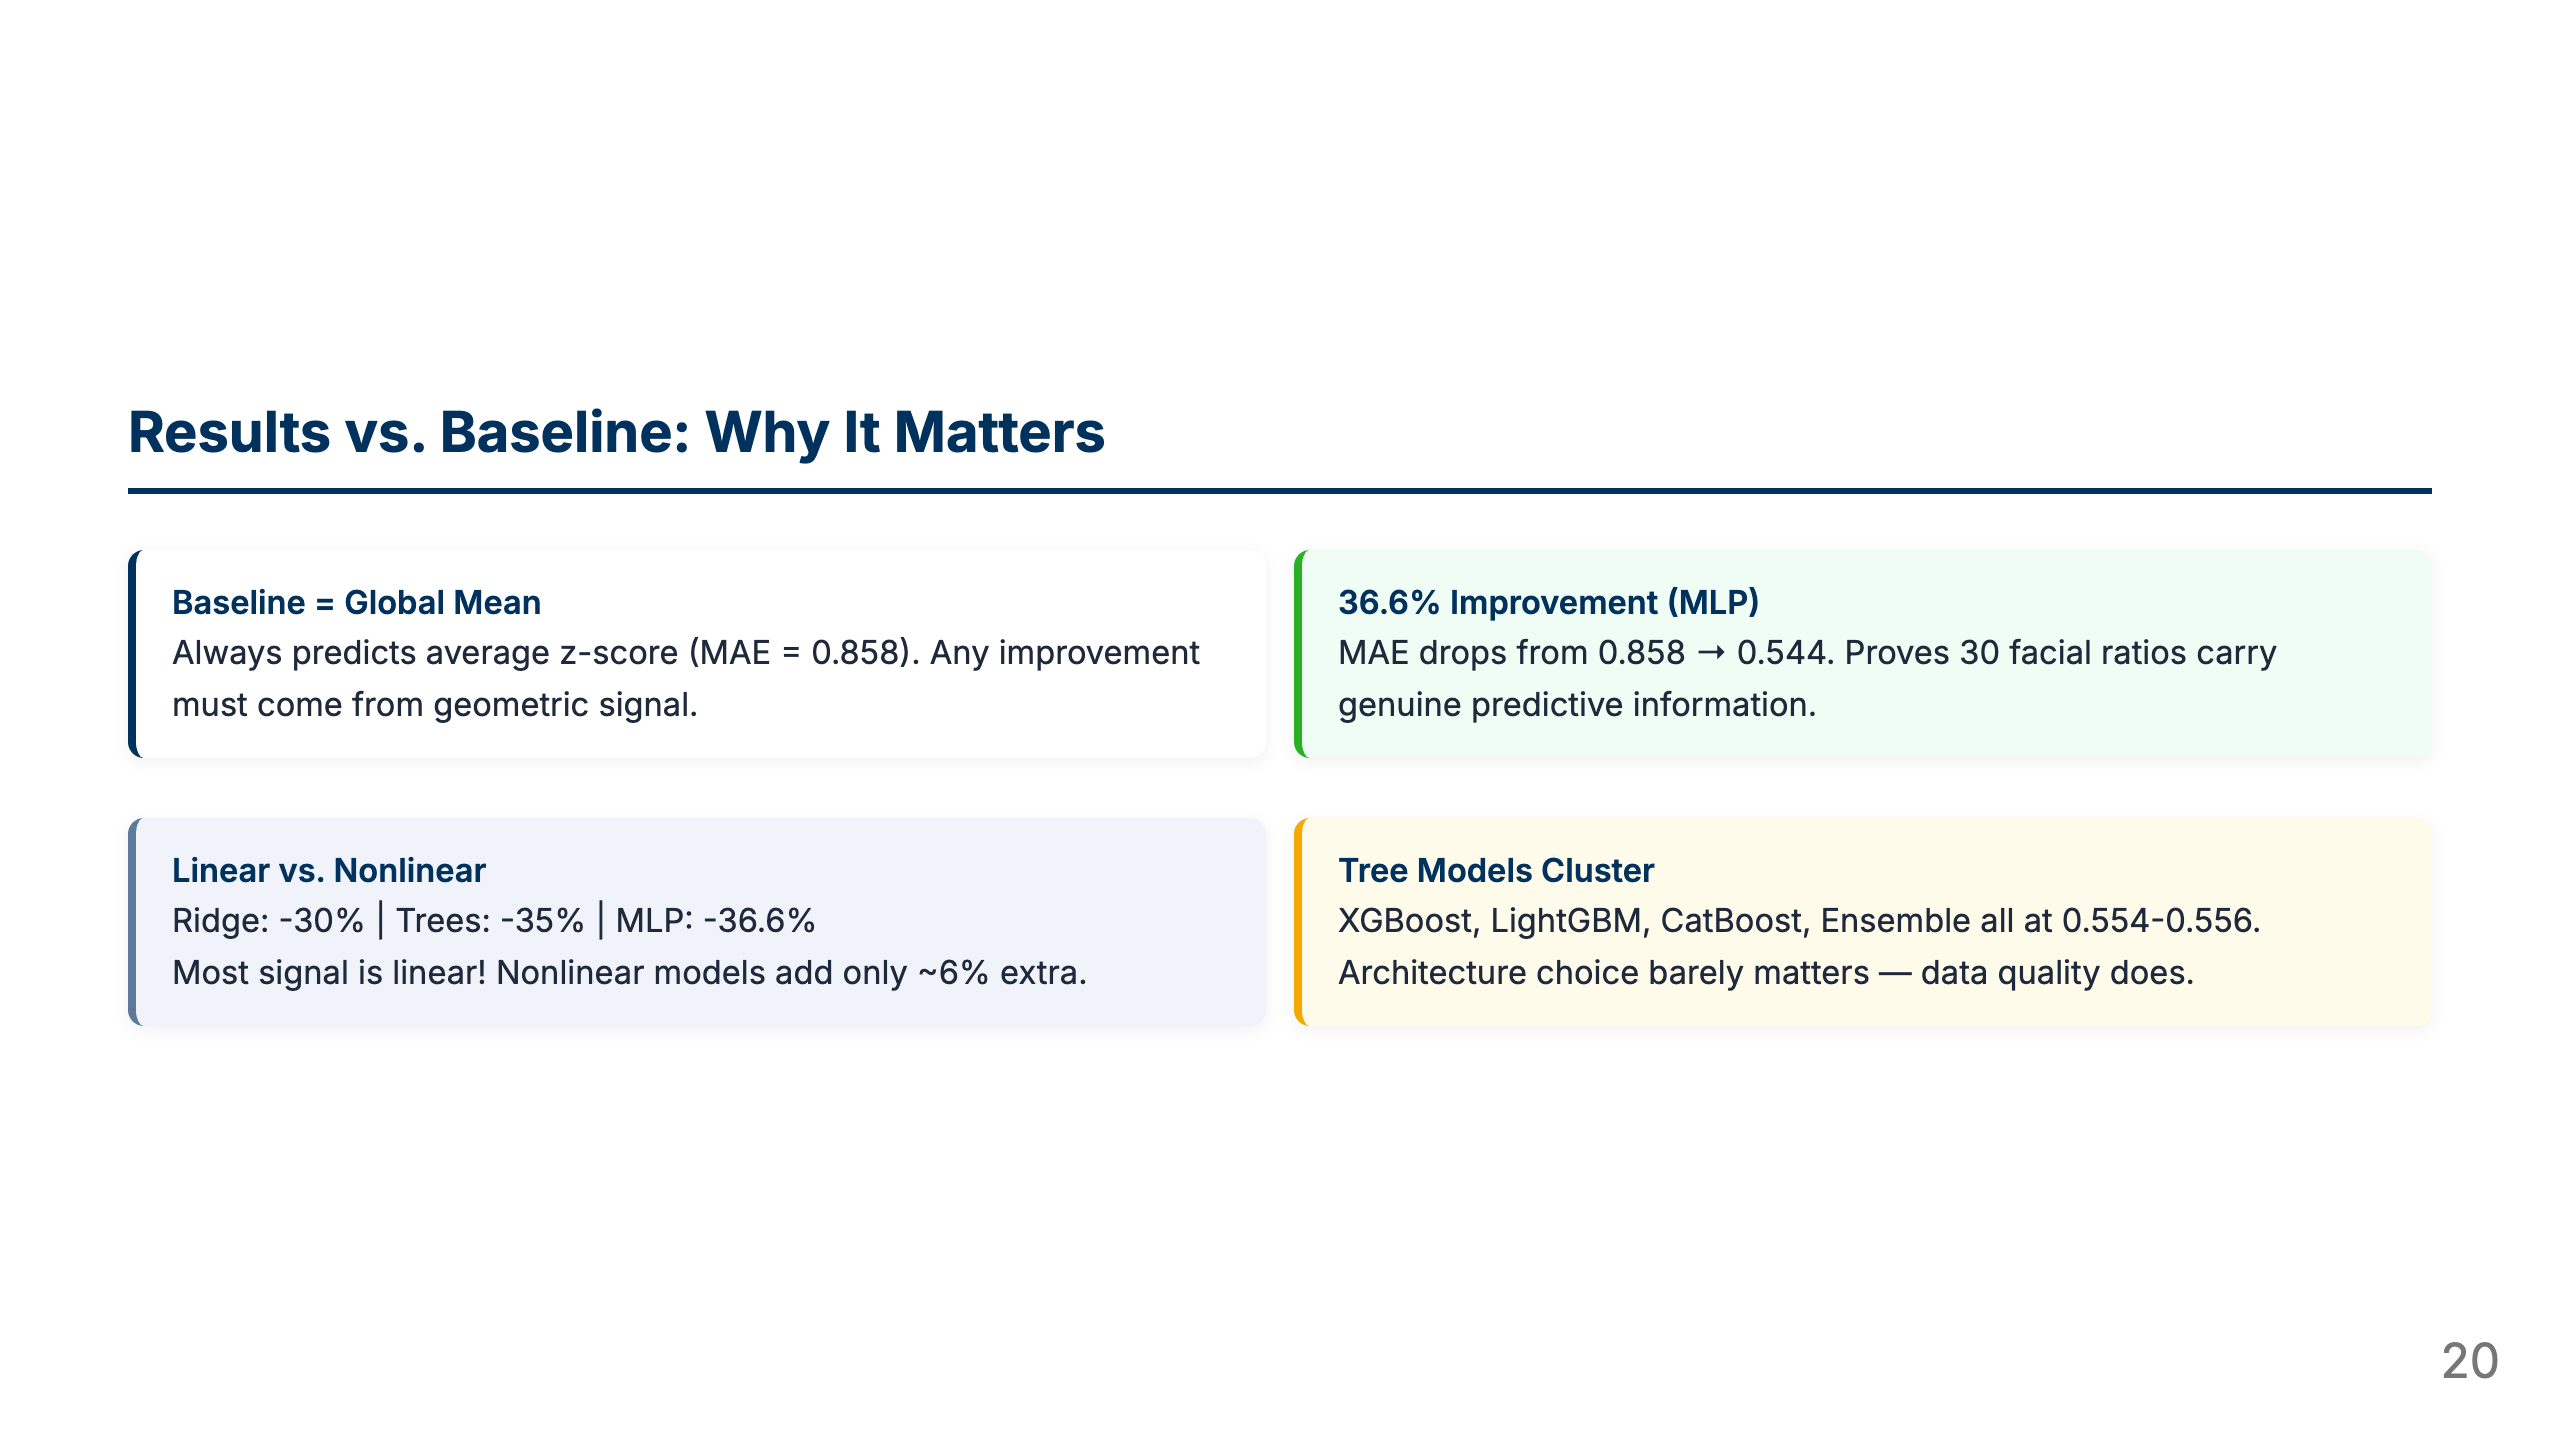 Results vs. Baseline: Why It Matters
Baseline = Global Mean
Always predicts average z-score (MAE = 0.858). Any improvement
must come from geometric signal.
36.6% Improvement (MLP)
MAE drops from 0.858 → 0.544. Proves 30 facial ratios carry
genuine predictive information.
Linear vs. Nonlinear
Ridge: -30% | Trees: -35% | MLP: -36.6%
Most signal is linear! Nonlinear models add only ~6% extra.
Tree Models Cluster
XGBoost, LightGBM, CatBoost, Ensemble all at 0.554-0.556.
Architecture choice barely matters — data quality does.
20